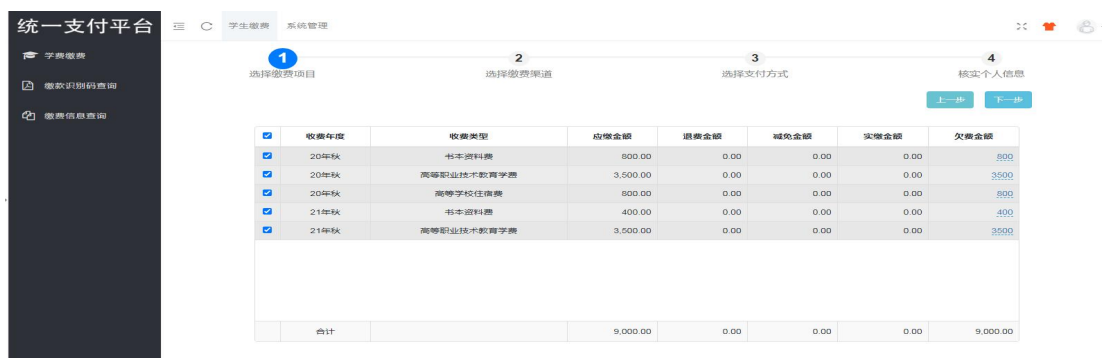 统一支付平台
学生缴费 系统管理
学费缴费
缴款识别码查询
缴费信息查询
1 2 3 4
选择缴费项目 选择缴费渠道 选择支付方式 核实个人信息
上一步 下一步
收费年度 收费类型 应缴金额 退费金额 减免金额 实缴金额 欠费金额
20年秋 书本资料费 800.00 0.00 0.00 0.00 800
20年秋 高等职业技术教育学费 3,500.00 0.00 0.00 0.00 3500
20年秋 高等学校住宿费 800.00 0.00 0.00 0.00 800
21年秋 书本资料费 400.00 0.00 0.00 0.00 400
21年秋 高等职业技术教育学费 3,500.00 0.00 0.00 0.00 3500
合计 9,000.00 0.00 0.00 0.00 9,000.00